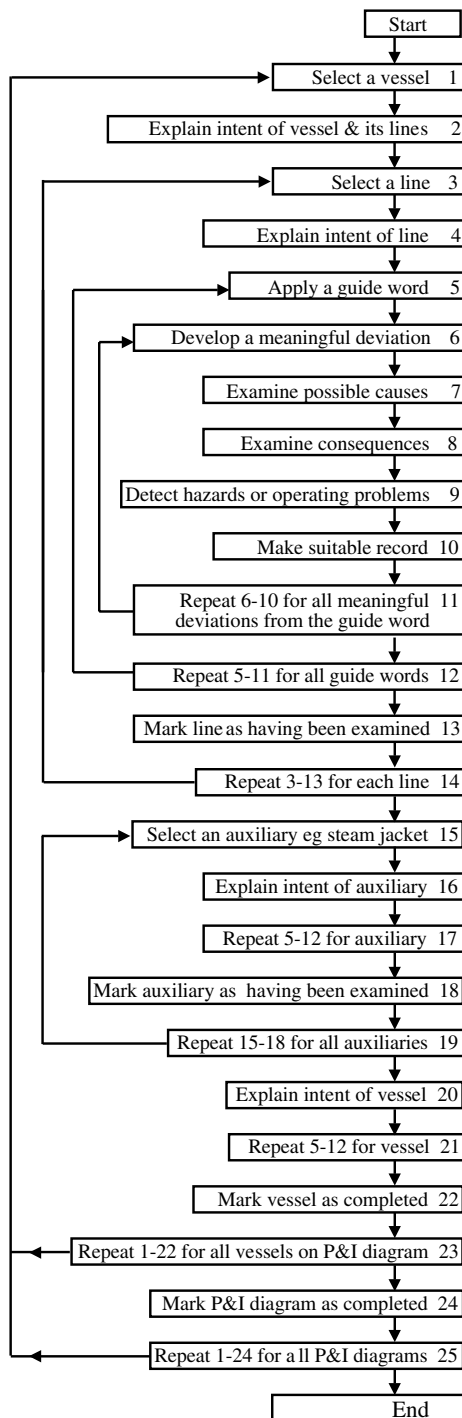 Start
Select a vessel 1
Explain intent of vessel & its lines 2
Select a line 3
Explain intent of line 4
Apply a guide word 5
Develop a meaningful deviation 6
Examine possible causes 7
Examine consequences 8
Detect hazards or operating problems 9
Make suitable record 10
Repeat 6-10 for all meaningful 11
deviations from the guide word
Repeat 5-11 for all guide words 12
Mark line as having been examined 13
Repeat 3-13 for each line 14
Select an auxiliary eg steam jacket 15
Explain intent of auxiliary 16
Repeat 5-12 for auxiliary 17
Mark auxiliary as having been examined 18
Repeat 15-18 for all auxiliaries 19
Explain intent of vessel 20
Repeat 5-12 for vessel 21
Mark vessel as completed 22
Repeat 1-22 for all vessels on P&I diagram 23
Mark P&I diagram as completed 24
Repeat 1-24 for all P&I diagrams 25
End